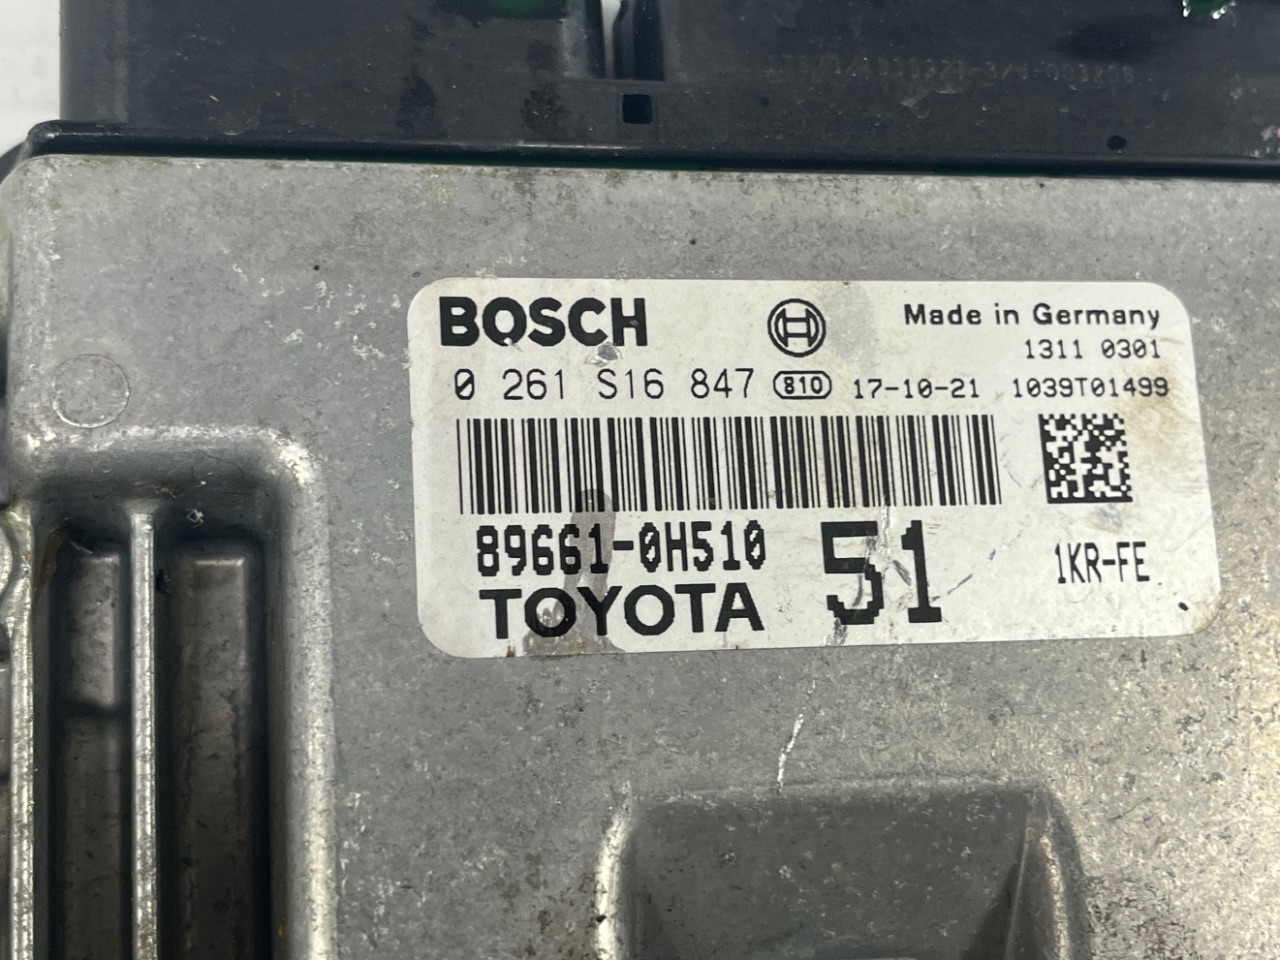 BOSCH
Made in Germany
1311 0301
0 261 S16 847 810 17-10-21 1039T01499
89661-0H510 51 1KR-FE
TOYOTA